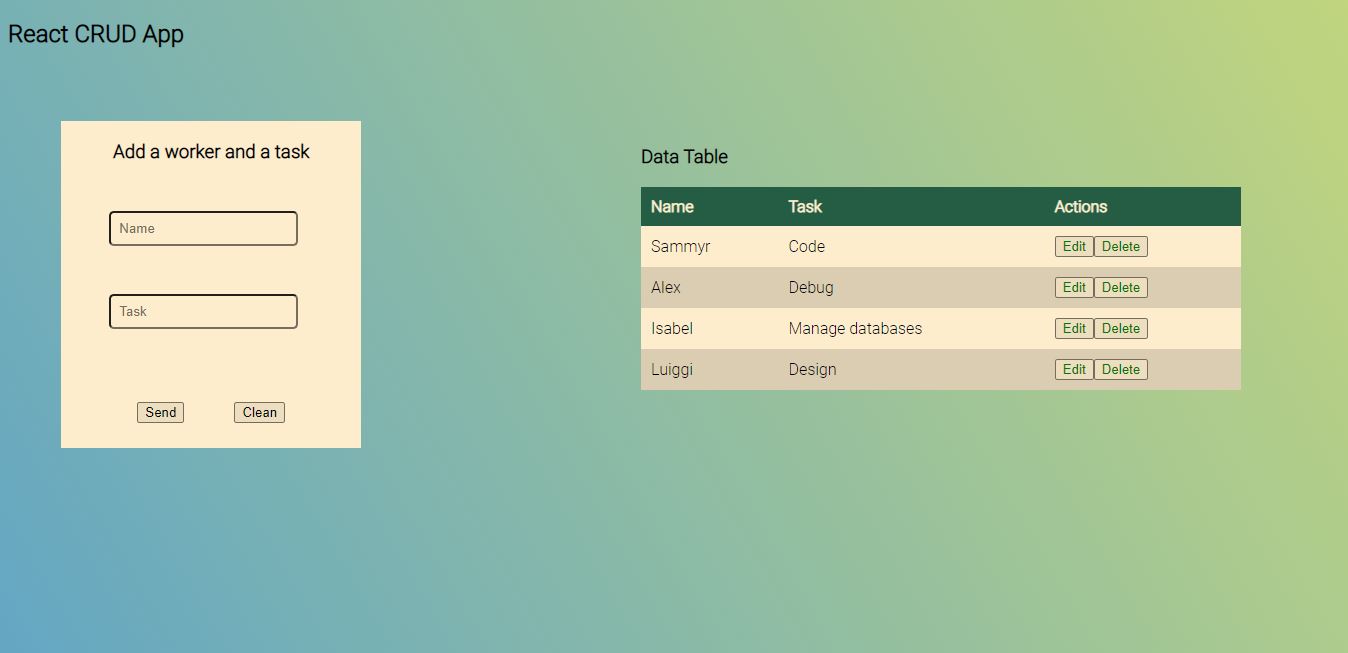 React CRUD App
Add a worker and a task
Name
Task
Send Clean
Data Table
Name Task Actions
Sammyr Code Edit Delete
Alex Debug Edit Delete
Isabel Manage databases Edit Delete
Luiggi Design Edit Delete